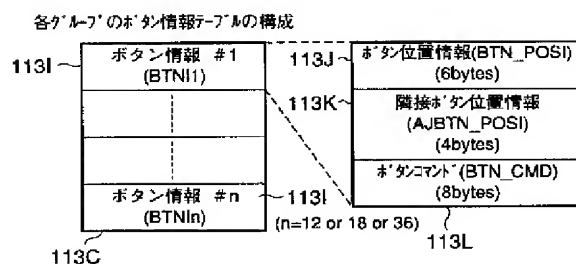 各グループのボタン情報テーブルの構成
113I
ボタン情報 #1
(BTNI1)
ボタン情報 #n
(BTNIn)
113I
(n=12 or 18 or 36)
113C
113J
ボタン位置情報(BTN_POSI)
(6bytes)
113K
隣接ボタン位置情報
(AJBTN_POSI)
(4bytes)
ボタンコマンド(BTN_CMD)
(8bytes)
113L